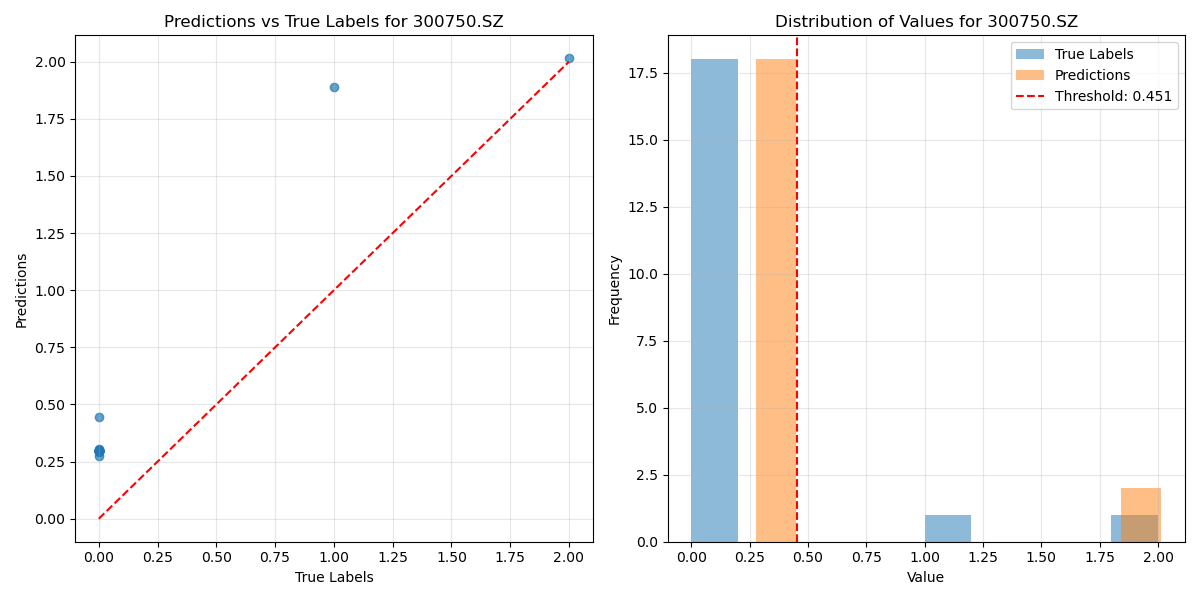 Predictions vs True Labels for 300750.SZ
2.00
1.75
1.50
1.25
1.00
0.75
0.50
0.25
0.00
Predictions
0.00 0.25 0.50 0.75 1.00 1.25 1.50 1.75 2.00
True Labels
Distribution of Values for 300750.SZ
True Labels
Predictions
Threshold: 0.451
17.5
15.0
12.5
10.0
7.5
5.0
2.5
0.0
Frequency
0.00 0.25 0.50 0.75 1.00 1.25 1.50 1.75 2.00
Value